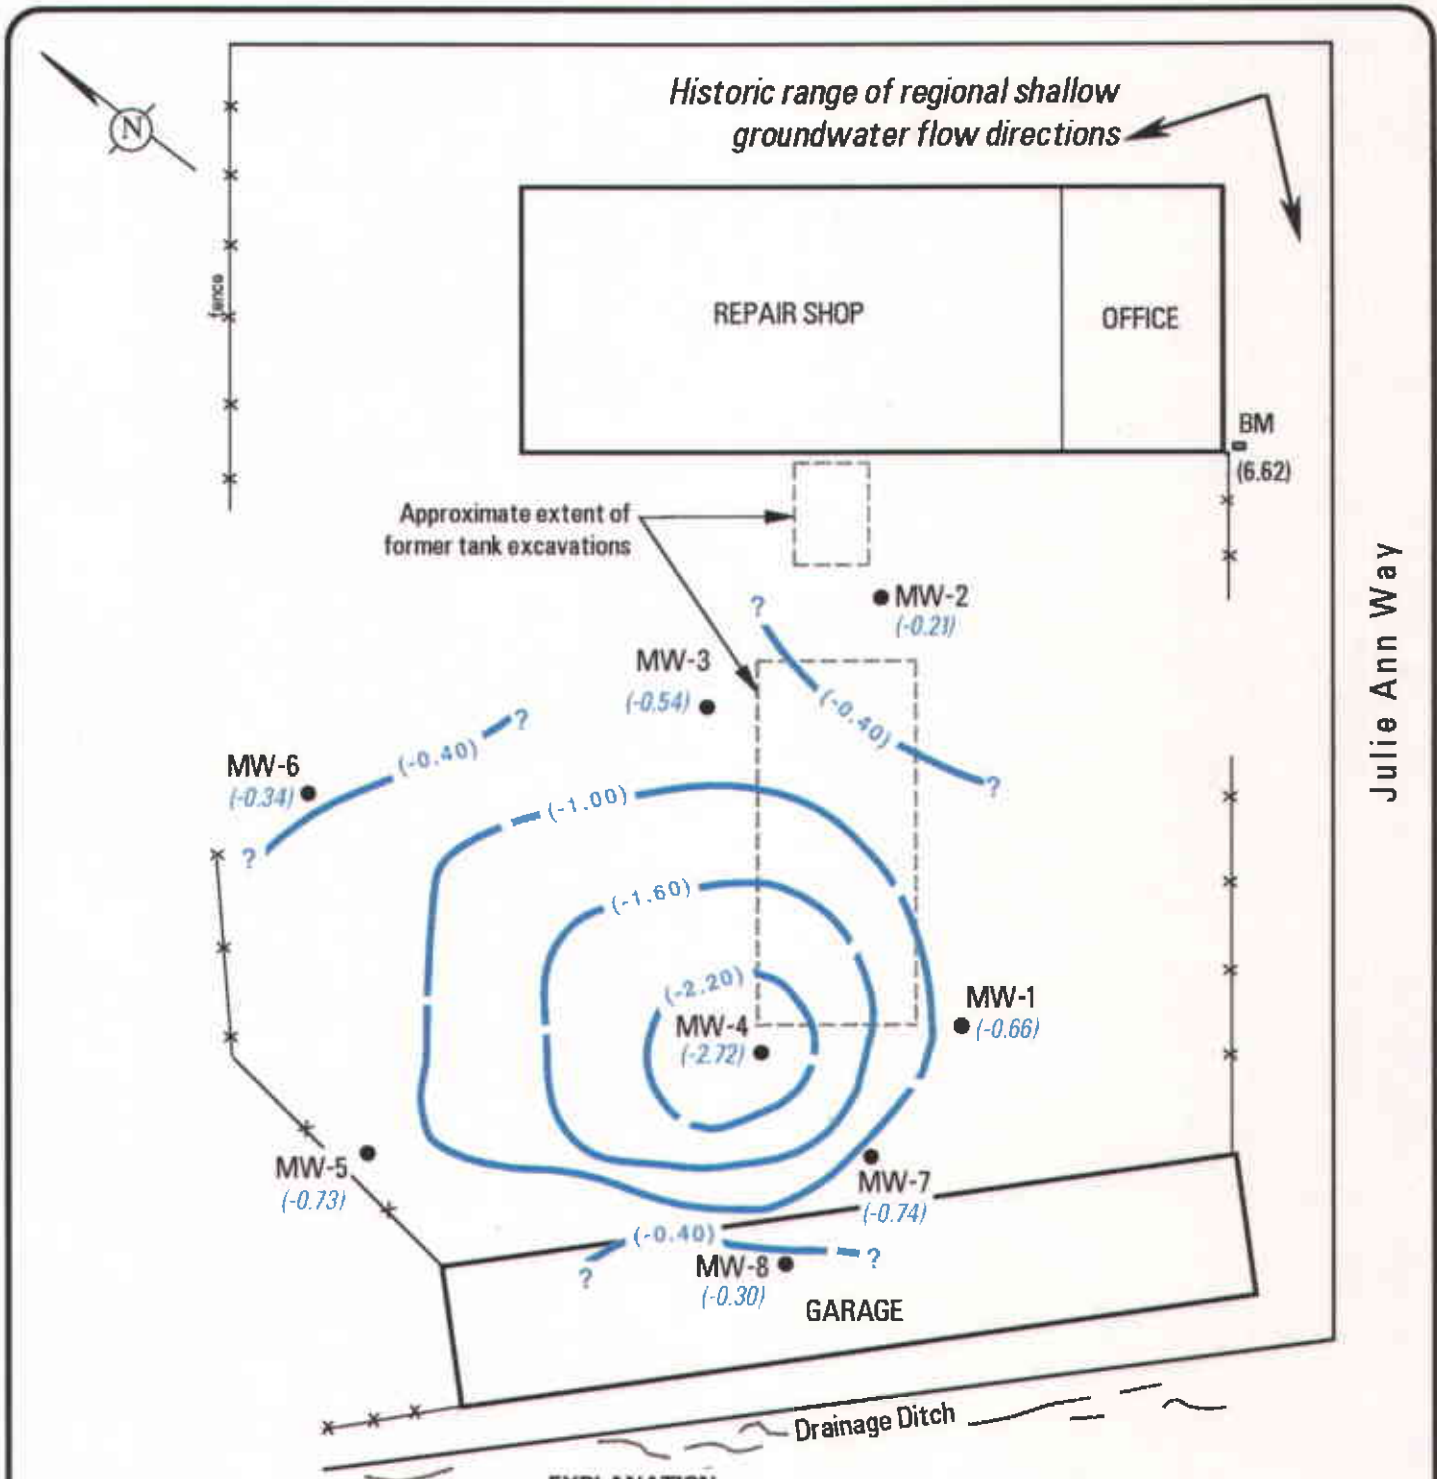 N
Historic range of regional shallow
groundwater flow directions
fence
REPAIR SHOP
OFFICE
BM
(6.62)
Approximate extent of
former tank excavations
Julie Ann Way
?
MW-2
(-0.21)
MW-3
(-0.54)
(-0.40)
?
?
(-0.40)
MW-6
(-0.34)
?
(-1.00)
(-1.60)
(-2.20)
MW-4
(-2.72)
MW-1
(-0.66)
MW-5
(-0.73)
MW-7
(-0.74)
(-0.40)
?
?
MW-8
(-0.30)
GARAGE
Drainage Ditch
EXPLANATION